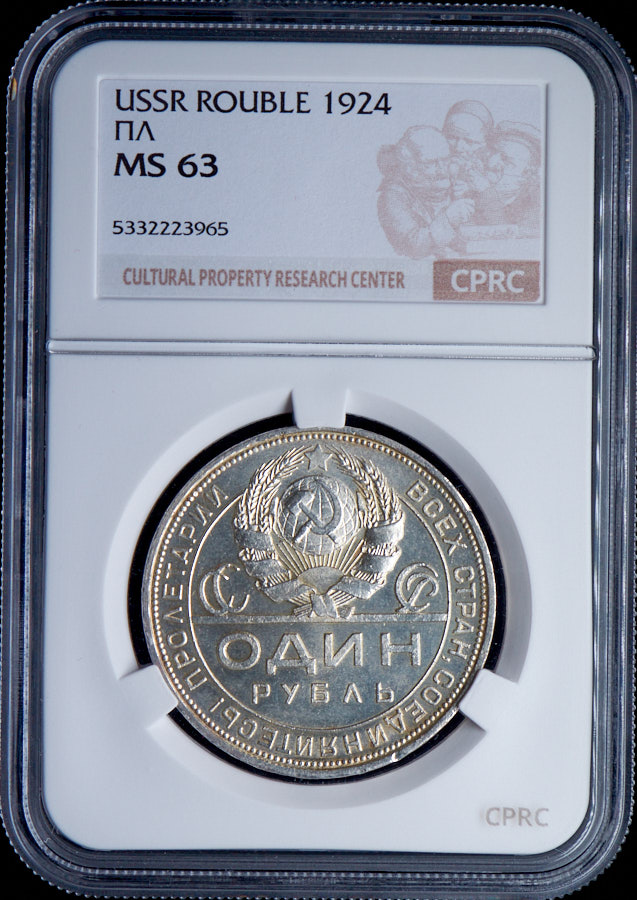 USSR ROUBLE 1924
ПЛ
MS 63
5332223965
CULTURAL PROPERTY RESEARCH CENTER
CPRC
ПРОЛЕТАРИИ ВСЕХ СТРАН, СОЕДИНЯЙТЕСЬ!
СССР
ОДИН
РУБЛЬ
CPRC